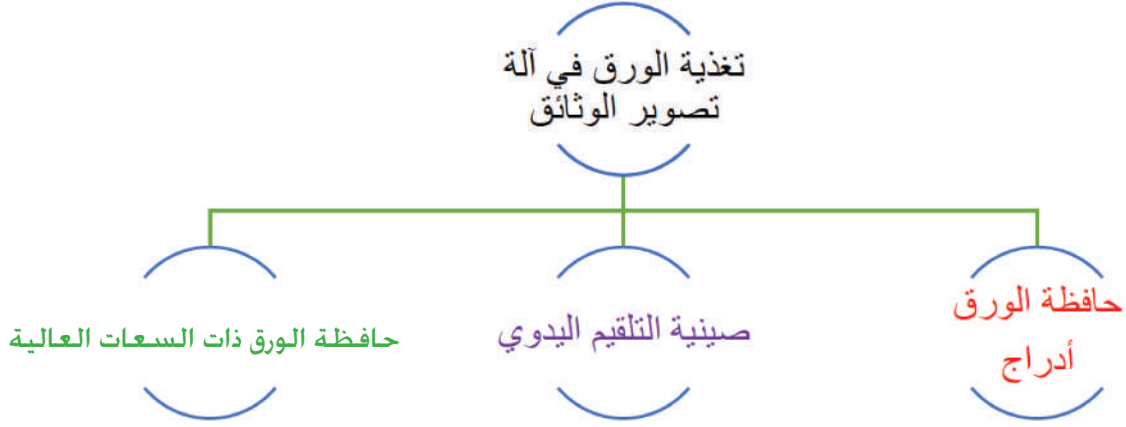 تغذية الورق في آلة
تصوير الوثائق
حافظة الورق
أدراج
صينية التلقيم اليدوي
حافظة الورق ذات السعات العالية